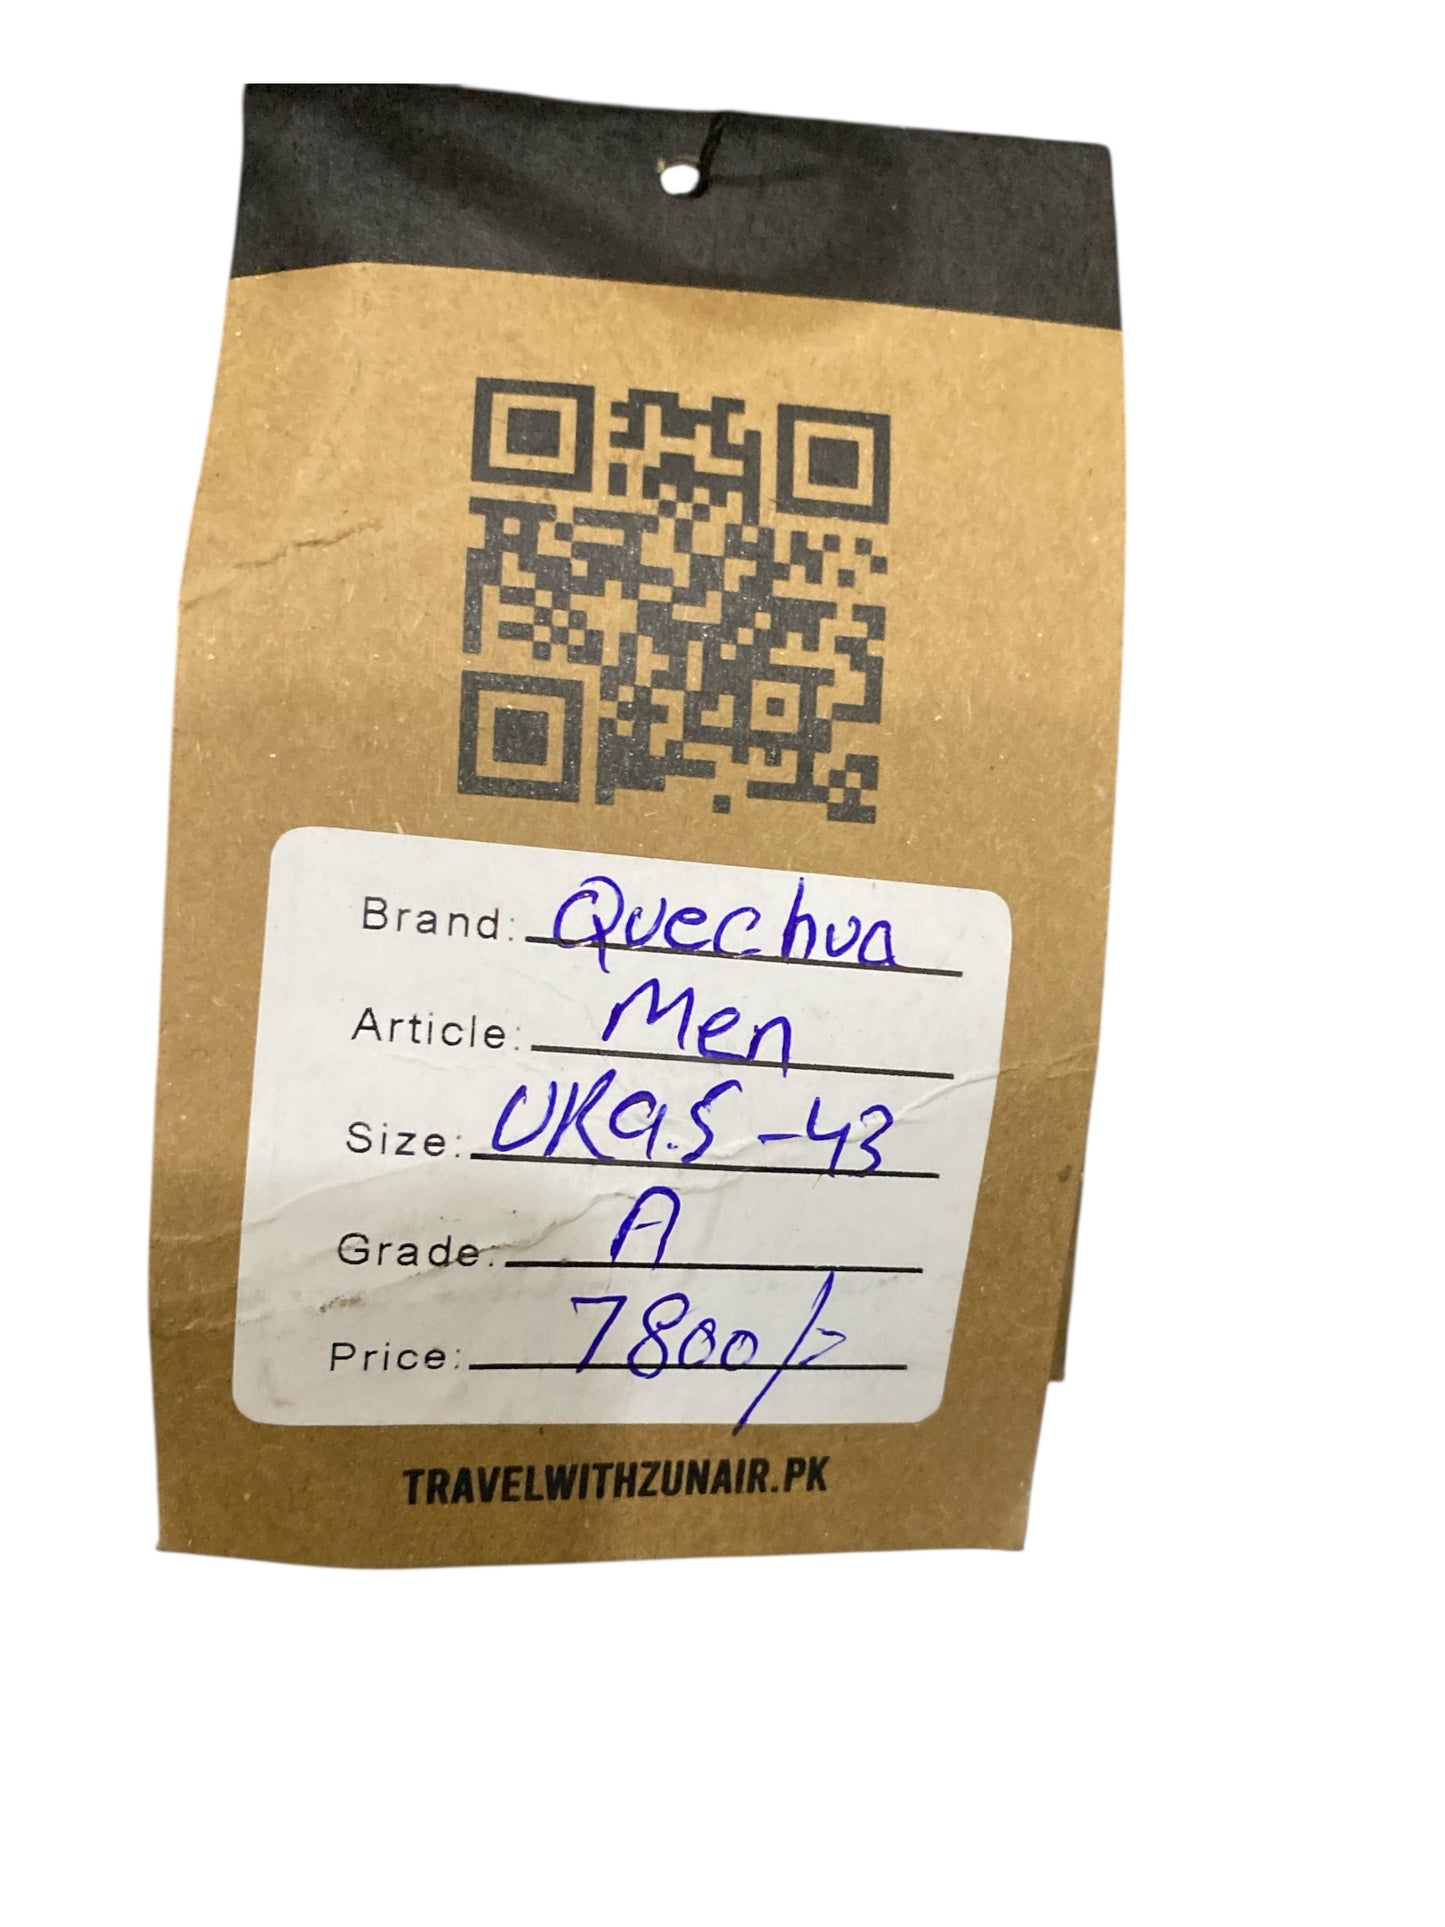 Brand: Quechua
Article: Men
Size: UK9.5 -43
Grade: A
Price: 7800/-
TRAVELWITHZUNAIR.PK